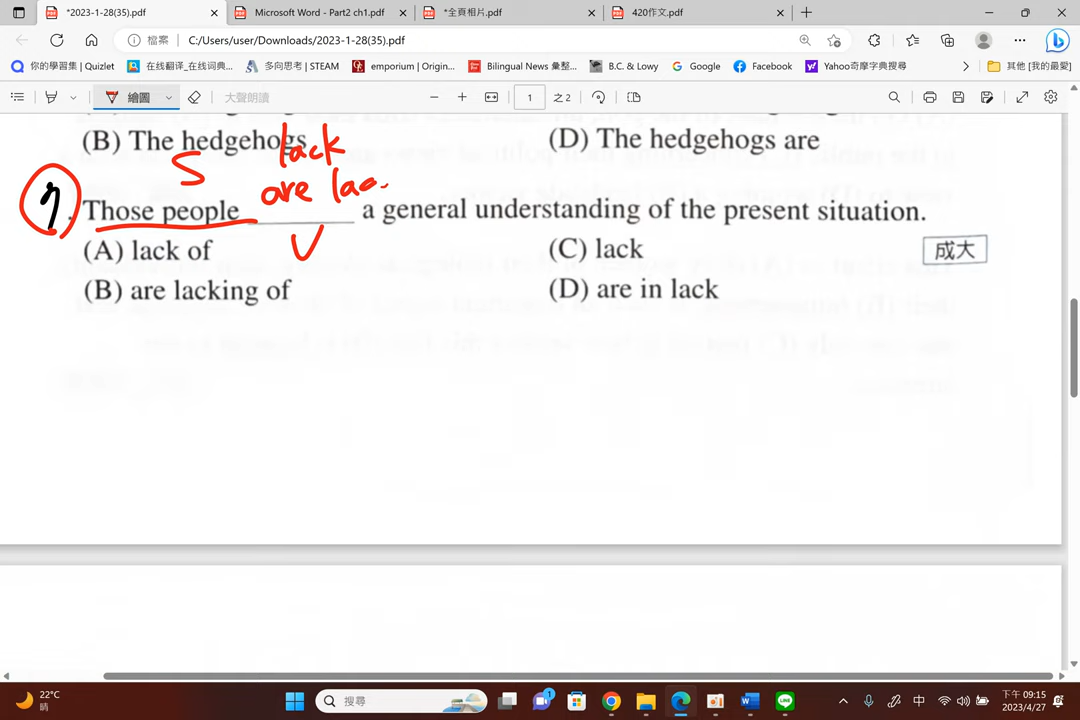 *2023-1-28(35).pdf
Microsoft Word - Part2 ch1.pdf
*全頁相片.pdf
420作文.pdf
檔案
C:/Users/user/Downloads/2023-1-28(35).pdf
你的學習集 | Quizlet
在线翻译_在线词典...
多向思考 | STEAM
emporium | Origin...
Bilingual News 彙整...
B.C. & Lowy
Google
Facebook
Yahoo奇摩字典搜尋
其他 [我的最愛]
繪圖
大聲朗讀
1
之 2
(B) The hedgehogs
(D) The hedgehogs are
lack
S
are lac
7. Those people ______ a general understanding of the present situation.
V
(A) lack of
(C) lack
成大
(B) are lacking of
(D) are in lack
22°C
晴
搜尋
1
中
下午 09:15
2023/4/27